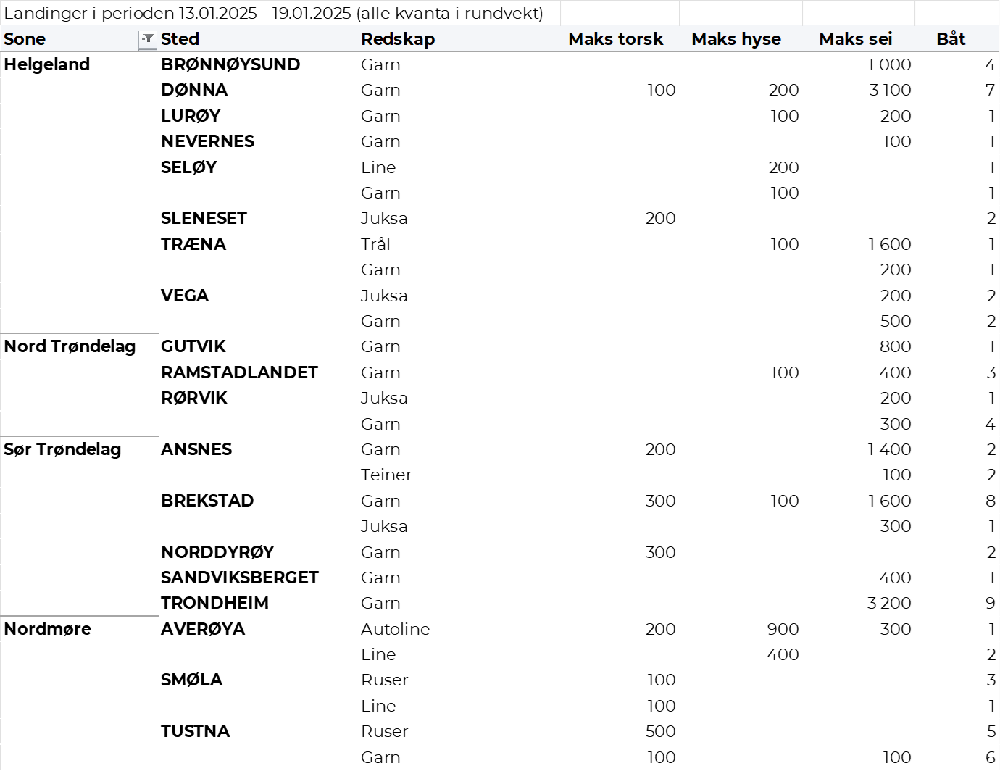 Landinger i perioden 13.01.2025 - 19.01.2025 (alle kvanta i rundvekt)
Sone Sted Redskap Maks torsk Maks hyse Maks sei Båt
Helgeland BRØNNØYSUND Garn 1 000 4
DØNNA Garn 100 200 3 100 7
LURØY Garn 100 200 1
NEVERNES Garn 100 1
SELØY Line 200 1
Garn 100 1
SLENESET Juksa 200 2
TRÆNA Trål 100 1 600 1
Garn 200 1
VEGA Juksa 200 2
Garn 500 2
Nord Trøndelag GUTVIK Garn 800 1
RAMSTADLANDET Garn 100 400 3
RØRVIK Juksa 200 1
Garn 300 4
Sør Trøndelag ANSNES Garn 200 1 400 2
Teiner 100 2
BREKSTAD Garn 300 100 1 600 8
Juksa 300 1
NORDDYRØY Garn 300 2
SANDVIKSBERGET Garn 400 1
TRONDHEIM Garn 3 200 9
Nordmøre AVERØYA Autoline 200 900 300 1
Line 400 2
SMØLA Ruser 100 3
Line 100 1
TUSTNA Ruser 500 5
Garn 100 100 6